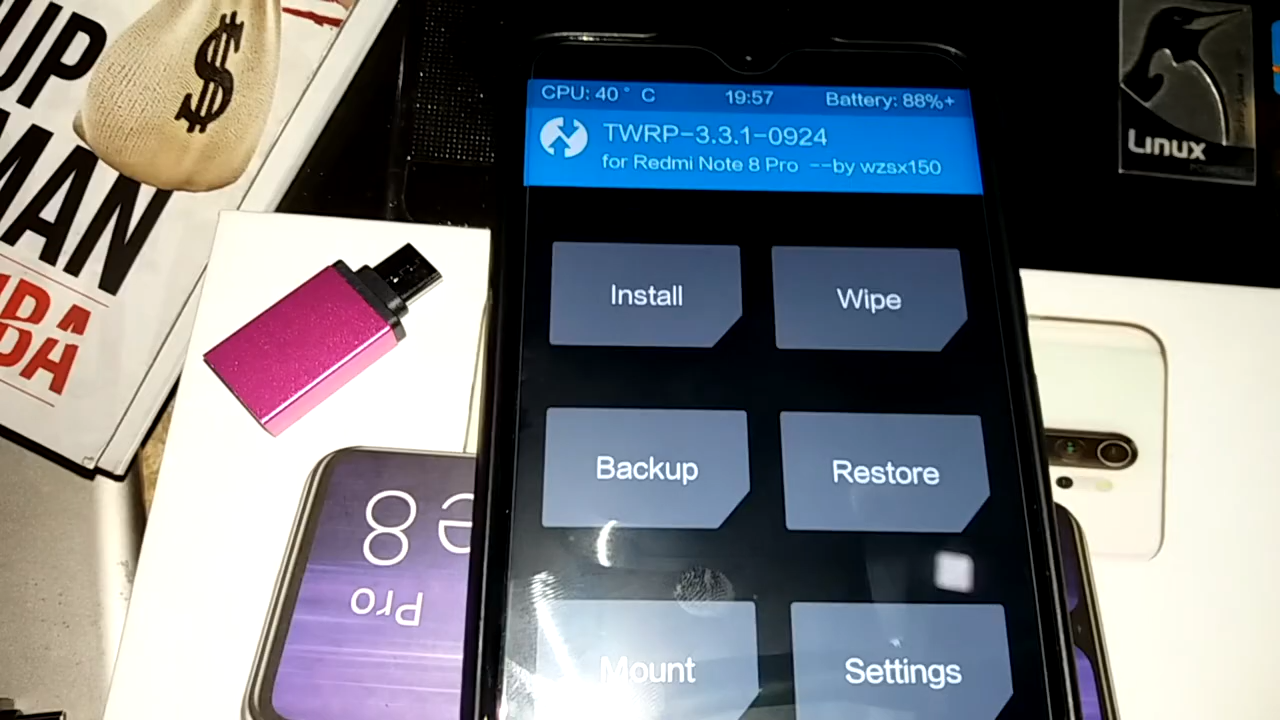 UP
MAN
$
CPU: 40° C 19:57 Battery: 88%+
TWRP-3.3.1-0924
for Redmi Note 8 Pro --by wzsx150
Install
Wipe
Backup
Restore
Mount
Settings
8
Pro
Linux